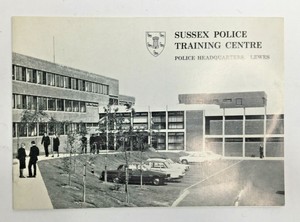 SUSSEX POLICE
TRAINING CENTRE
POLICE HEADQUARTERS LEWES